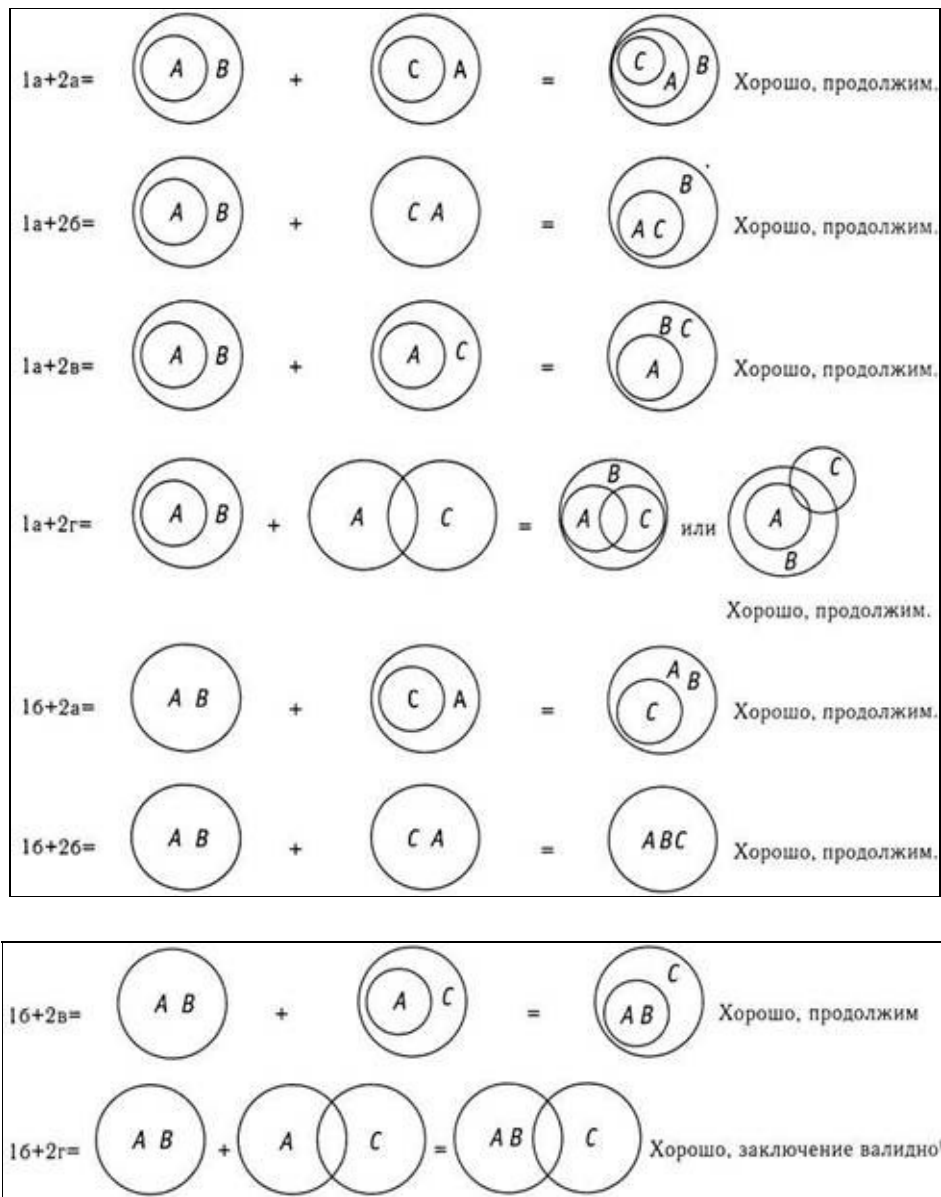 1а+2а= A B + C A = C A B Хорошо, продолжим.
1а+2б= A B + C A = B A C Хорошо, продолжим.
1а+2в= A B + A C = B C A Хорошо, продолжим.
1а+2г= A B + A C = B A C или C A B
Хорошо, продолжим.
1б+2а= A B + C A = A B C Хорошо, продолжим.
1б+2б= A B + C A = A B C Хорошо, продолжим.
1б+2в= A B + A C = C A B Хорошо, продолжим
1б+2г= A B + A C = A B C Хорошо, заключение валидно!